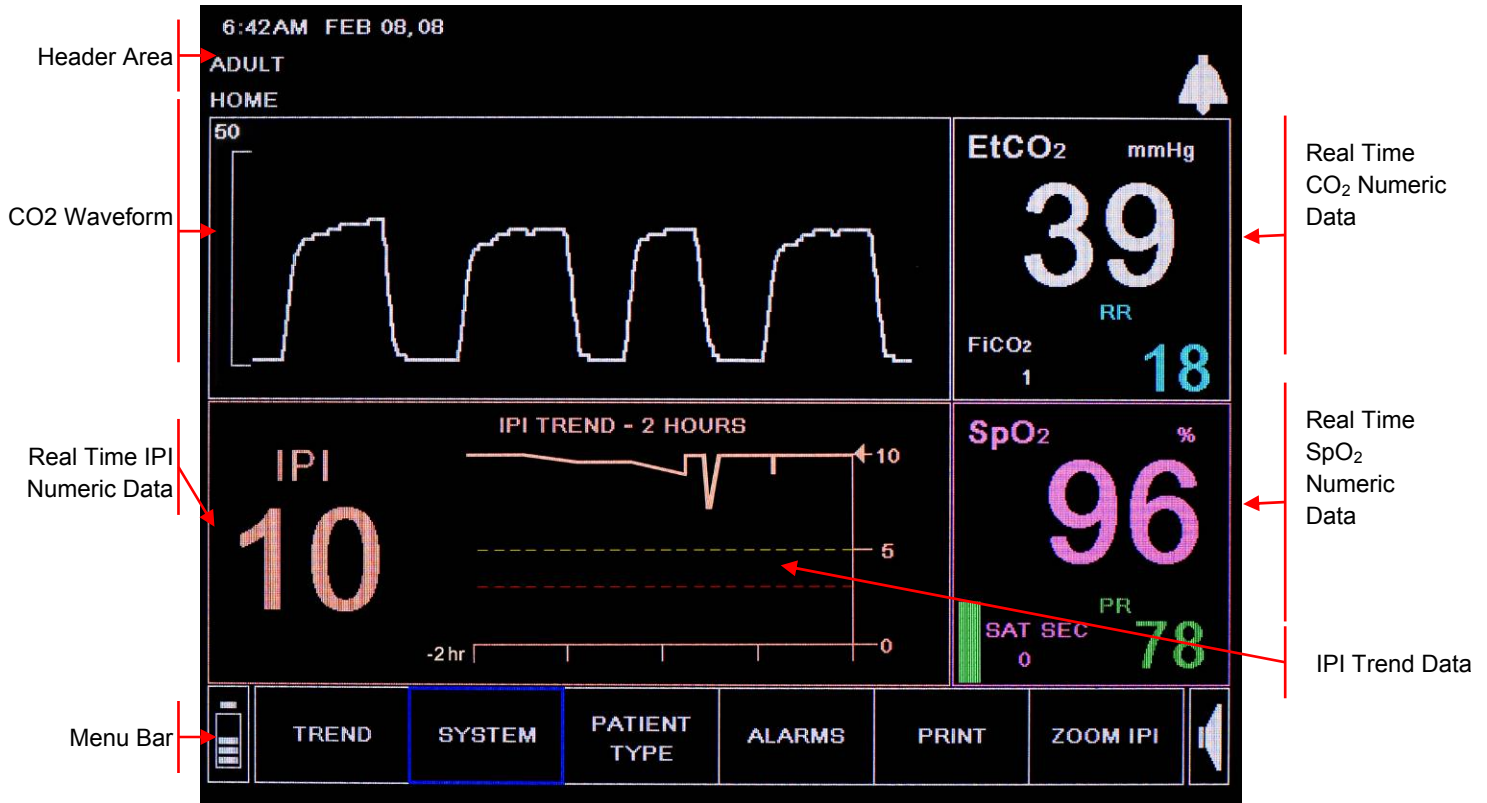 6:42AM FEB 08,08
Header Area
ADULT
HOME
50
CO2 Waveform
EtCO₂ mmHg
39
RR
FiCO₂
1
18
Real Time
CO₂ Numeric
Data
Real Time IPI
Numeric Data
IPI
10
IPI TREND - 2 HOURS
10
5
0
-2 hr
SpO₂ %
96
PR
SAT SEC
0
78
Real Time
SpO₂
Numeric
Data
IPI Trend Data
Menu Bar
TREND
SYSTEM
PATIENT
TYPE
ALARMS
PRINT
ZOOM IPI